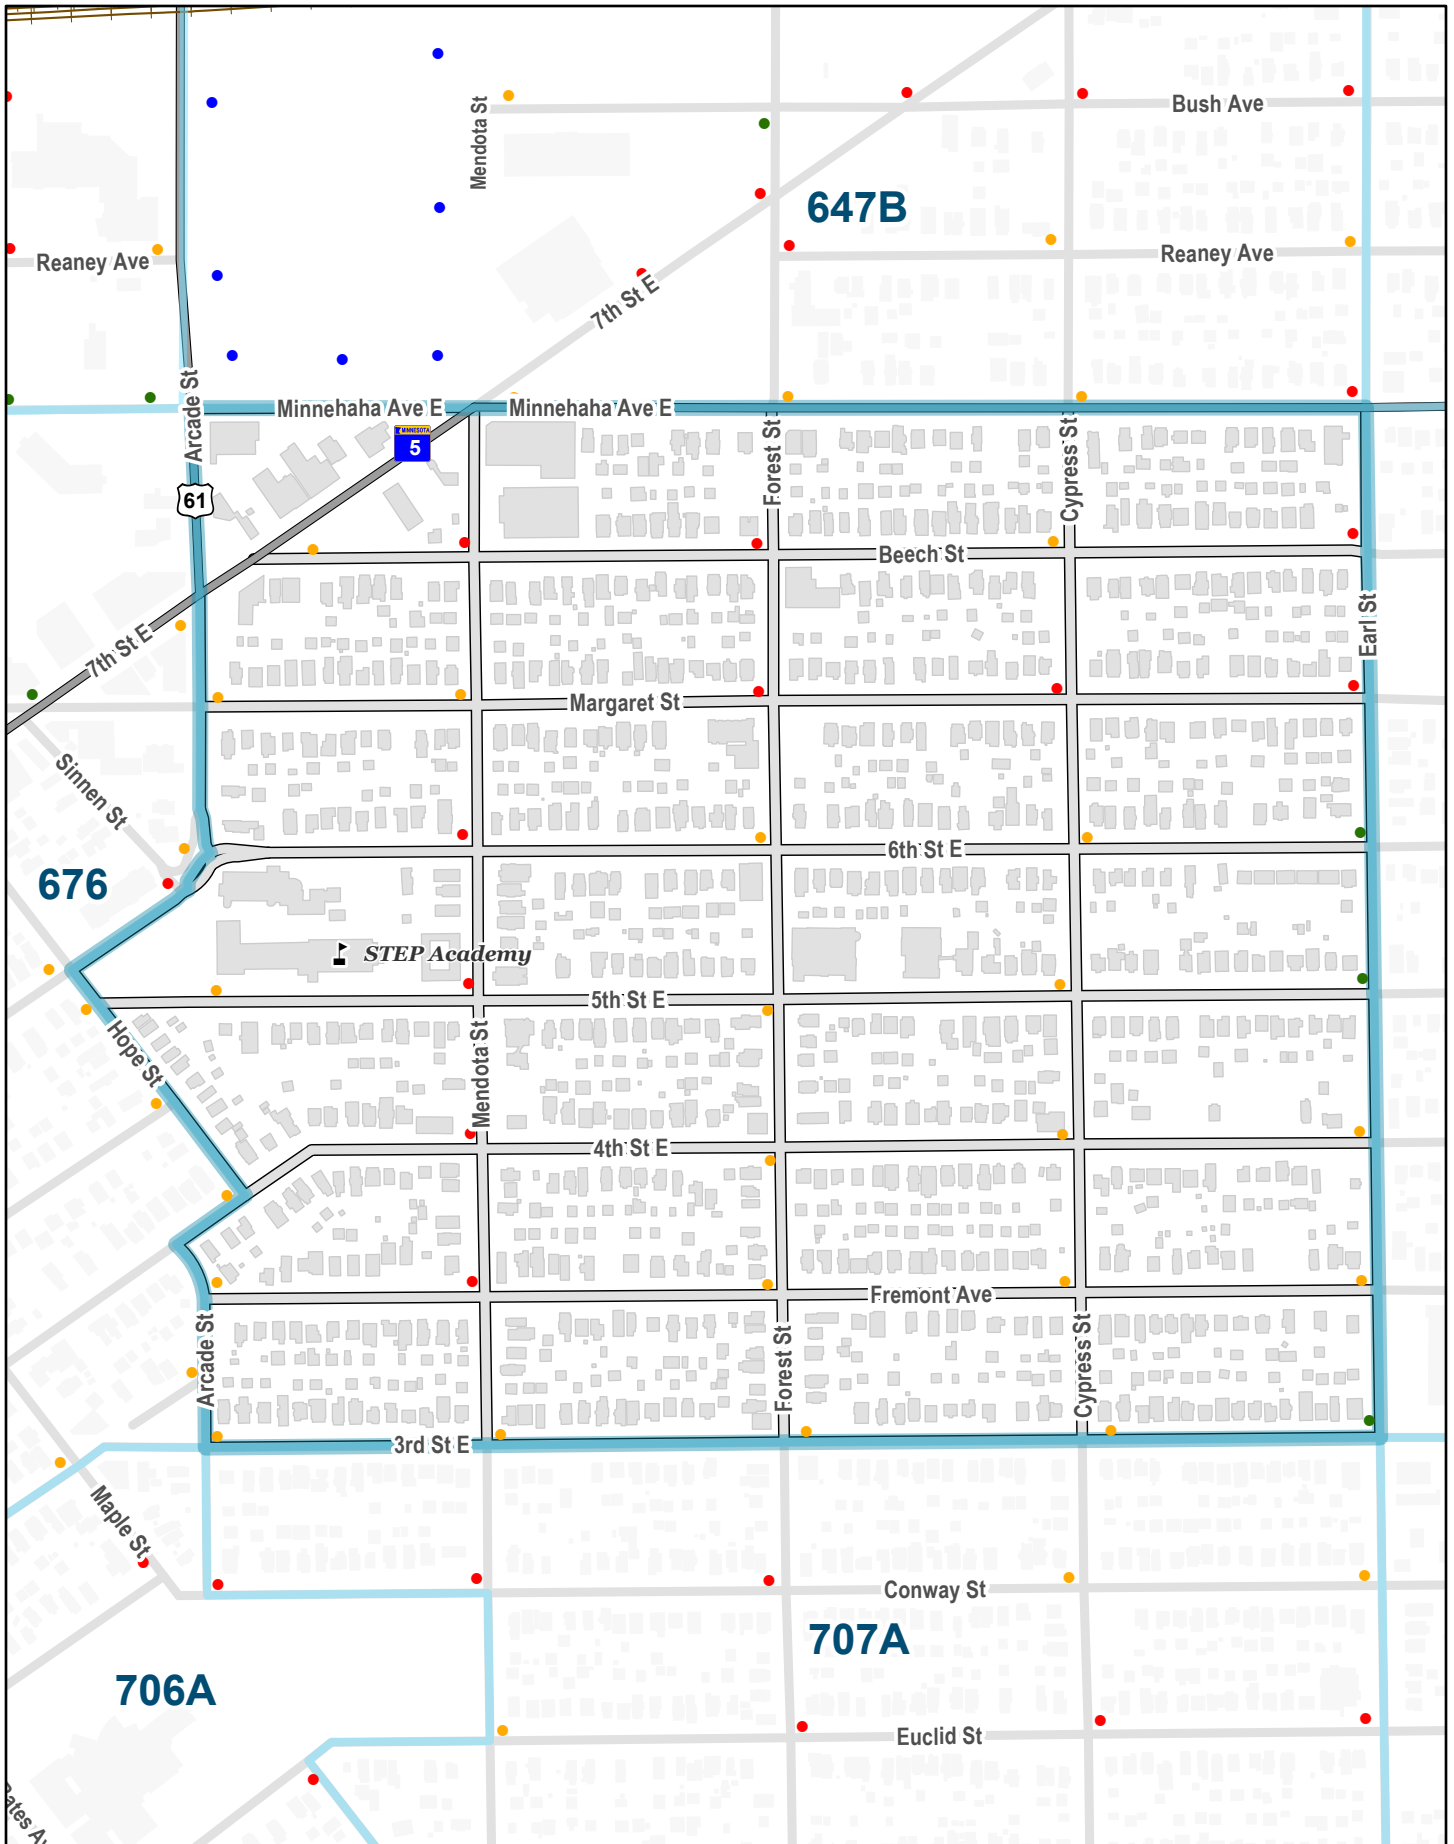 Mendota St
Bush Ave
647B
Reaney Ave
Reaney Ave
7th St E
Arcade St
Minnehaha Ave E
Minnehaha Ave E
MINNESOTA
5
Forest St
Cypress St
61
Beech St
Earl St
7th St E
Margaret St
Sinnen St
6th St E
676
STEP Academy
5th St E
Hope St
Mendota St
4th St E
Fremont Ave
Arcade St
Forest St
Cypress St
3rd St E
Maple St
Conway St
707A
706A
Euclid St